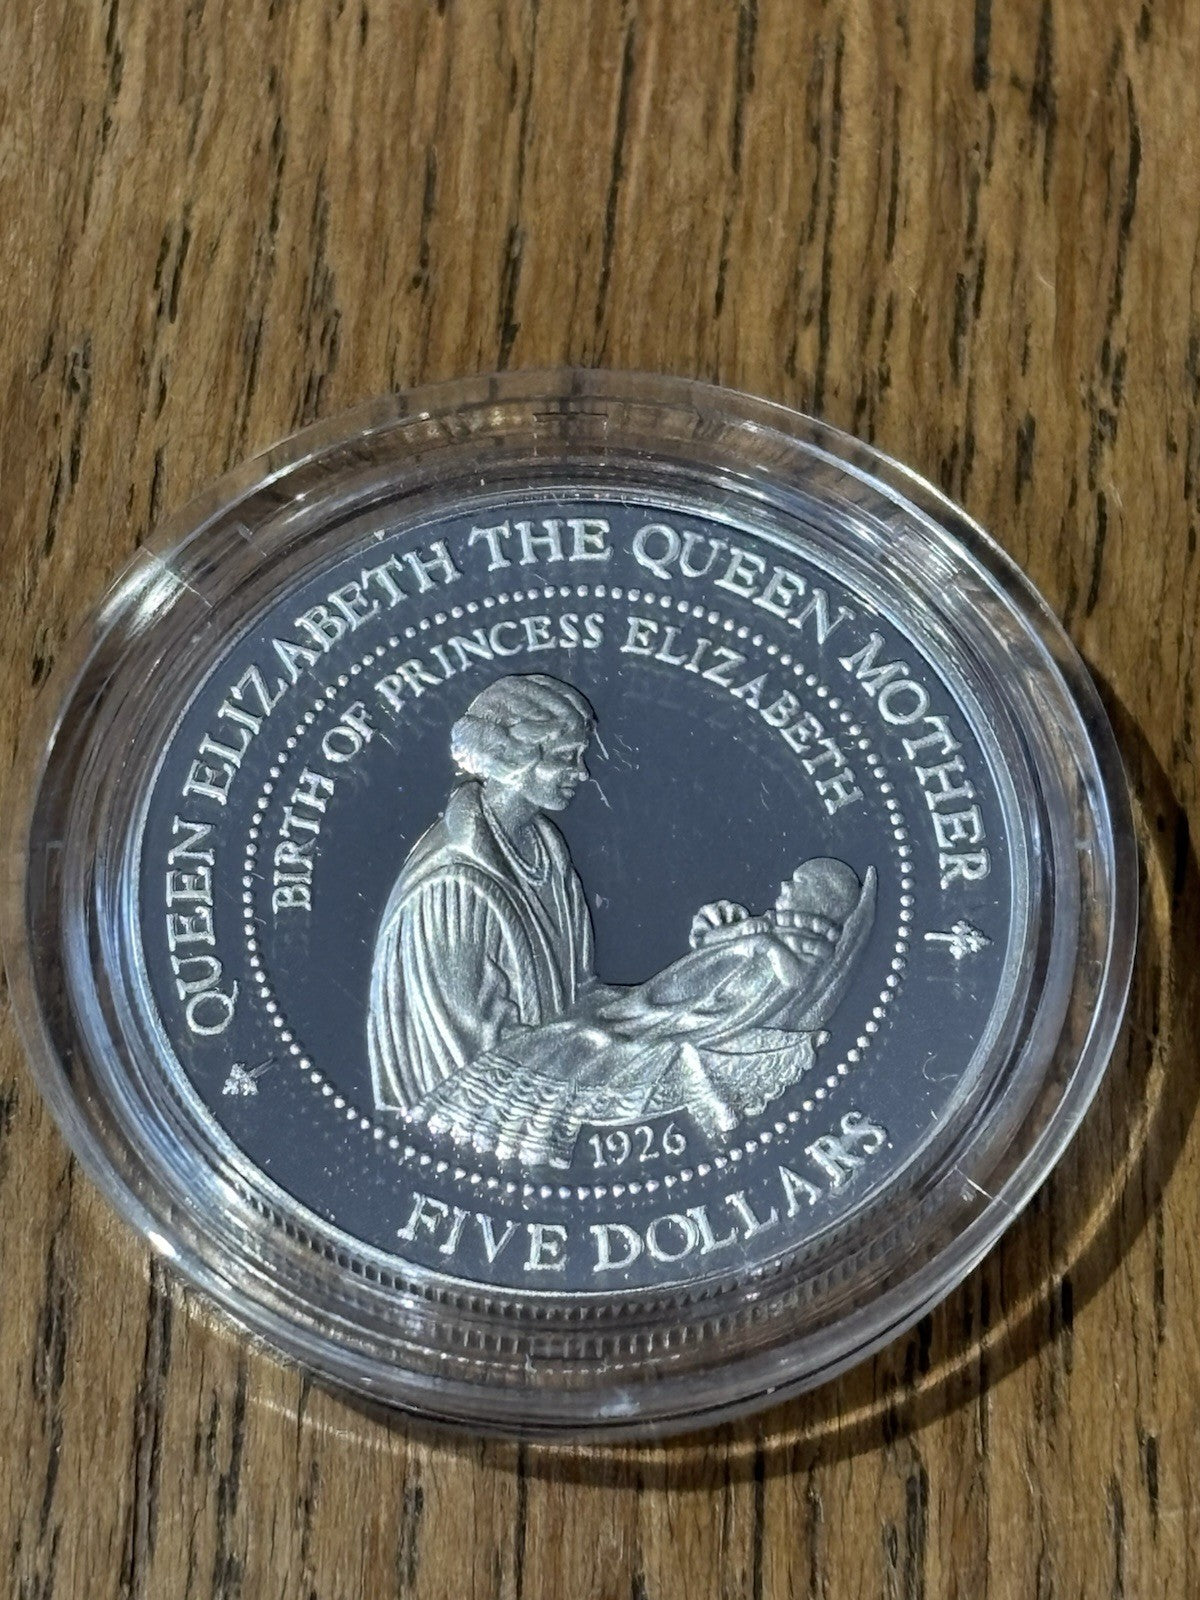 QUEEN ELIZABETH THE QUEEN MOTHER
BIRTH OF PRINCESS ELIZABETH
1926
FIVE DOLLARS